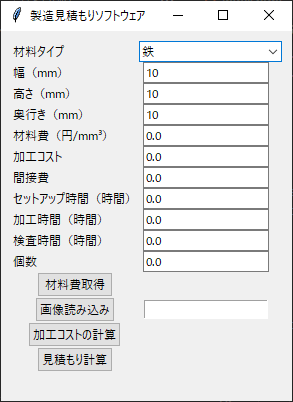 製造見積もりソフトウェア
材料タイプ 鉄
幅（mm） 10
高さ（mm） 10
奥行き（mm） 10
材料費（円/mm³） 0.0
加工コスト 0.0
間接費 0.0
セットアップ時間（時間） 0.0
加工時間（時間） 0.0
検査時間（時間） 0.0
個数 0.0
材料費取得
画像読み込み
加工コストの計算
見積もり計算